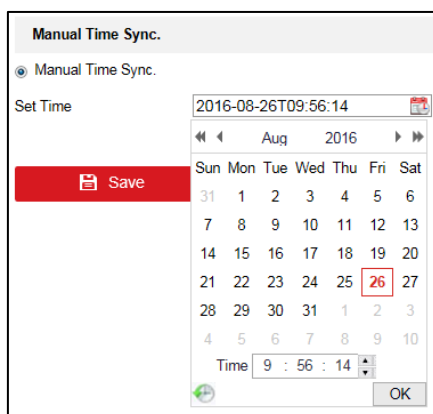 Manual Time Sync.
Manual Time Sync.
Set Time 2016-08-26T09:56:14
Aug 2016
Sun Mon Tue Wed Thu Fri Sat
31 1 2 3 4 5 6
7 8 9 10 11 12 13
14 15 16 17 18 19 20
21 22 23 24 25 26 27
28 29 30 31 1 2 3
4 5 6 7 8 9 10
Time 9 : 56 : 14
Save
OK